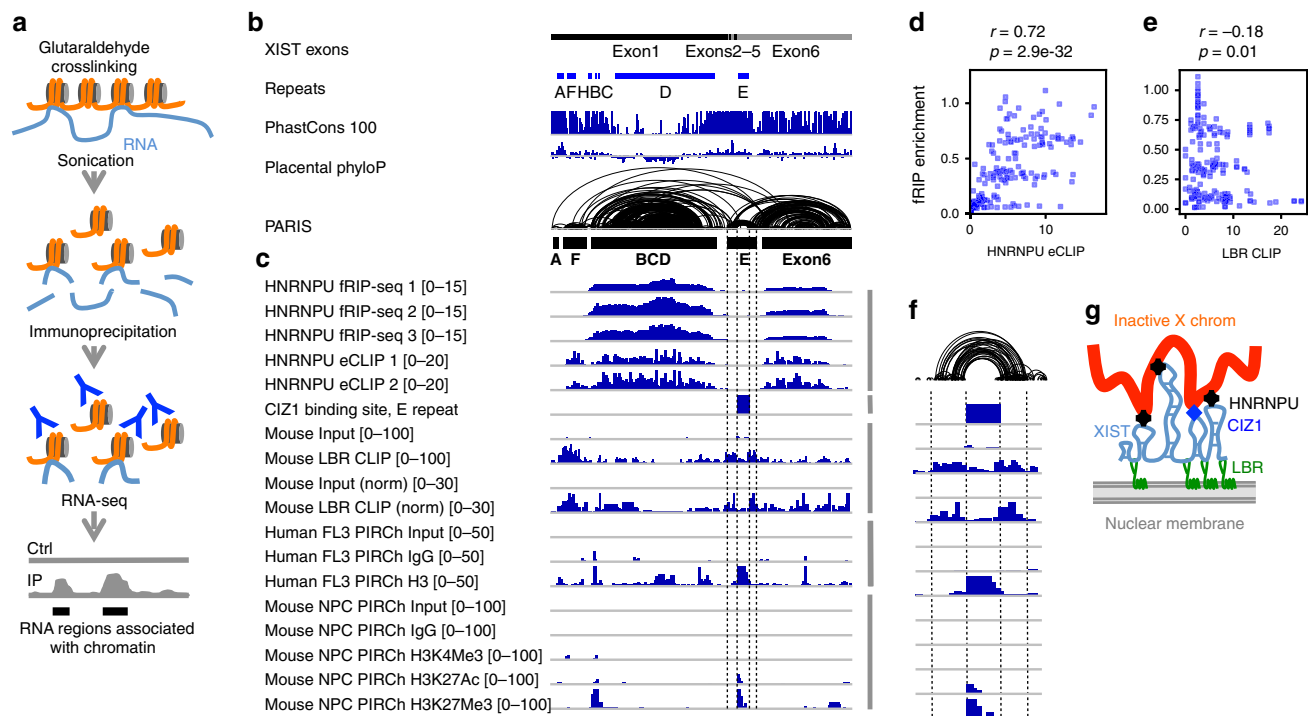 a
Glutaraldehyde
crosslinking
RNA
Sonication
Immunoprecipitation
RNA-seq
Ctrl
IP
RNA regions associated
with chromatin
b
XIST exons
Exon1
Exons2–5
Exon6
Repeats
AFHBC
D
E
PhastCons 100
Placental phyloP
PARIS
A
F
BCD
E
Exon6
c
HNRNPU fRIP-seq 1 [0–15]
HNRNPU fRIP-seq 2 [0–15]
HNRNPU fRIP-seq 3 [0–15]
HNRNPU eCLIP 1 [0–20]
HNRNPU eCLIP 2 [0–20]
CIZ1 binding site, E repeat
Mouse Input [0–100]
Mouse LBR CLIP [0–100]
Mouse Input (norm) [0–30]
Mouse LBR CLIP (norm) [0–30]
Human FL3 PIRCh Input [0–50]
Human FL3 PIRCh IgG [0–50]
Human FL3 PIRCh H3 [0–50]
Mouse NPC PIRCh Input [0–100]
Mouse NPC PIRCh IgG [0–100]
Mouse NPC PIRCh H3K4Me3 [0–100]
Mouse NPC PIRCh H3K27Ac [0–100]
Mouse NPC PIRCh H3K27Me3 [0–100]
d
r = 0.72
p = 2.9e-32
fRIP enrichment
1.0
0.5
0.0
0
10
HNRNPU eCLIP
e
r = –0.18
p = 0.01
1.00
0.75
0.50
0.25
0.00
0
10
20
LBR CLIP
f
g
Inactive X chrom
HNRNPU
CIZ1
XIST
LBR
Nuclear membrane